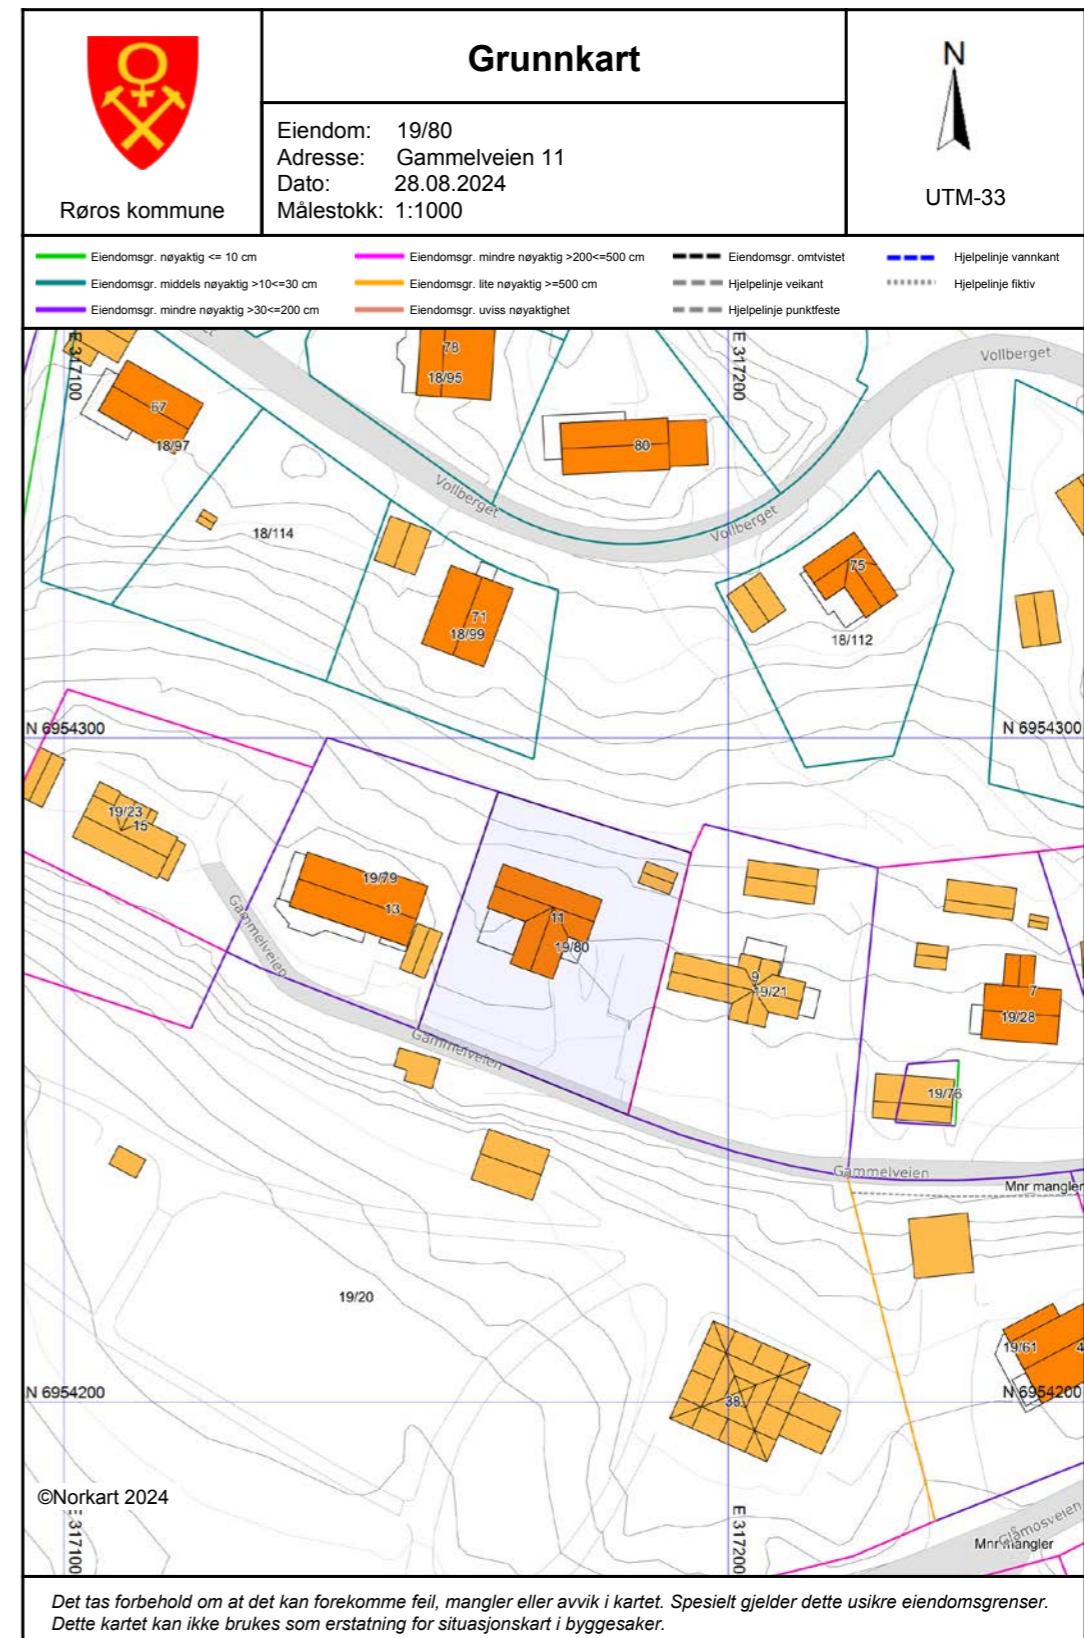 Grunnkart
N
Eiendom: 19/80
Adresse: Gammelveien 11
Dato: 28.08.2024
Målestokk: 1:1000
Røros kommune
UTM-33
Eiendomsgr. nøyaktig <= 10 cm
Eiendomsgr. middels nøyaktig >10<=30 cm
Eiendomsgr. mindre nøyaktig >30<=200 cm
Eiendomsgr. mindre nøyaktig >200<=500 cm
Eiendomsgr. lite nøyaktig >=500 cm
Eiendomsgr. uviss nøyaktighet
Eiendomsgr. omtvistet
Hjelpelinje veikant
Hjelpelinje punktfeste
Hjelpelinje vannkant
Hjelpelinje fiktiv
E 317100
E 317200
Vollberget
78
18/95
67
18/97
80
Vollberget
Vollberget
18/114
75
71
18/99
18/112
N 6954300
N 6954300
19/23
15
19/79
13
11
19/80
Gammelveien
9
19/21
7
19/28
Gammelveien
19/76
Gammelveien
Mnr mangler
19/20
19/61
4
38
N 6954200
N 6954200
©Norkart 2024
E 317100
E 317200
Glåmosveien
Mnr mangler
Det tas forbehold om at det kan forekomme feil, mangler eller avvik i kartet. Spesielt gjelder dette usikre eiendomsgrenser.
Dette kartet kan ikke brukes som erstatning for situasjonskart i byggesaker.